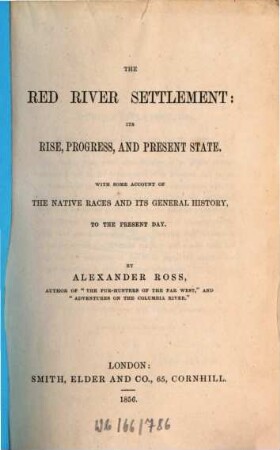 THE
RED RIVER SETTLEMENT:
ITS
RISE, PROGRESS, AND PRESENT STATE.
WITH SOME ACCOUNT OF
THE NATIVE RACES AND ITS GENERAL HISTORY,
TO THE PRESENT DAY.
BY
ALEXANDER ROSS,
AUTHOR OF "THE FUR-HUNTERS OF THE FAR WEST," AND
"ADVENTURES ON THE COLUMBIA RIVER."
LONDON:
SMITH, ELDER AND CO., 65, CORNHILL.
1856.